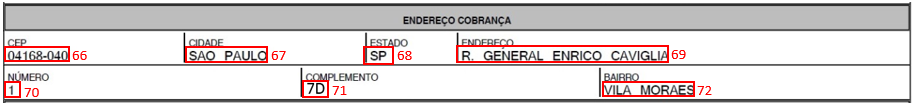 ENDEREÇO COBRANÇA
CEP CIDADE ESTADO ENDEREÇO
04168-040 66 SAO PAULO 67 SP 68 R. GENERAL ENRICO CAVIGLIA 69
NÚMERO COMPLEMENTO BAIRRO
1 70 7D 71 VILA MORAES 72